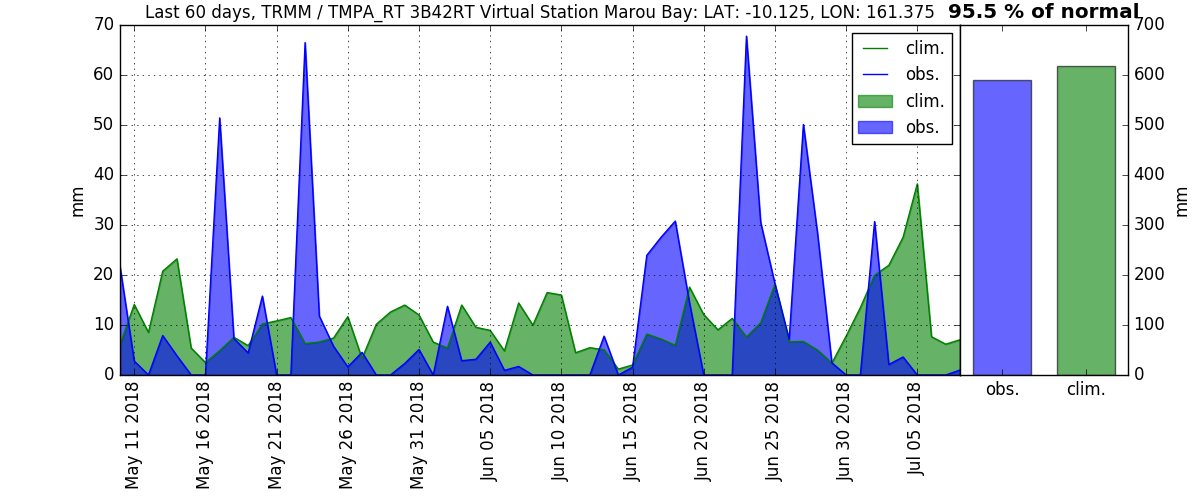 Last 60 days, TRMM / TMPA_RT 3B42RT Virtual Station Marou Bay: LAT: -10.125, LON: 161.375 95.5 % of normal
70
60
50
40
30
20
10
0
mm
clim.
obs.
clim.
obs.
700
600
500
400
300
200
100
0
mm
May 11 2018
May 16 2018
May 21 2018
May 26 2018
May 31 2018
Jun 05 2018
Jun 10 2018
Jun 15 2018
Jun 20 2018
Jun 25 2018
Jun 30 2018
Jul 05 2018
obs.
clim.